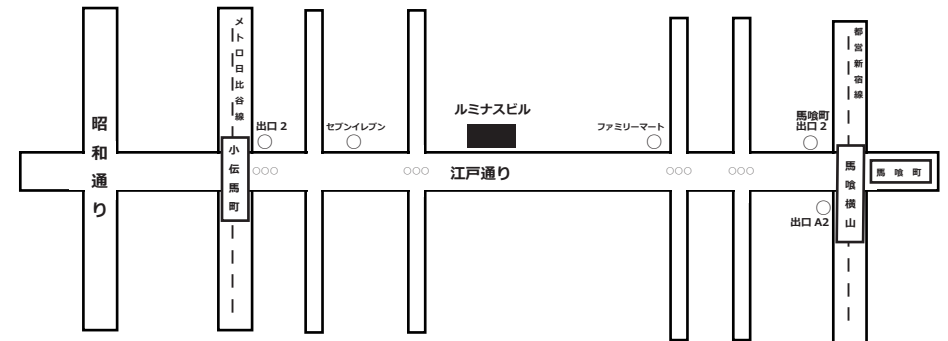 メトロ日比谷線
都営新宿線
ルミナスビル
昭和通り
出口 2
セブンイレブン
ファミリーマート
馬喰町
出口 2
小伝馬町
江戸通り
馬喰横山
馬喰町
出口 A2